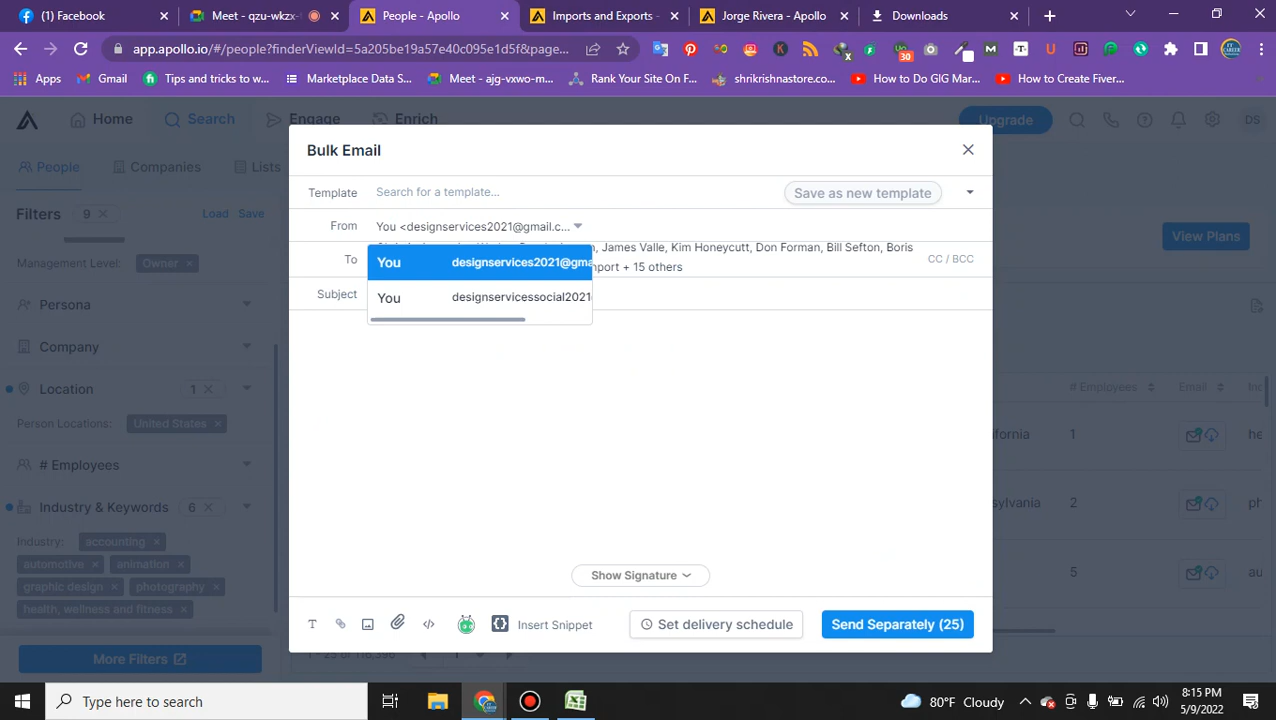 (1) Facebook
Meet - qzu-wkzx-
People - Apollo
Imports and Exports -
Jorge Rivera - Apollo
Downloads
app.apollo.io/#/people?finderViewId=5a205be19a57e40c095e1d5f&page...
30
Apps
Gmail
Tips and tricks to w...
Marketplace Data S...
Meet - ajg-vxwo-m...
Rank Your Site On F...
shrikrishnastore.co...
How to Do GIG Mar...
How to Create Fiver...
Home
Search
Engage
Enrich
Upgrade
DS
People
Companies
Lists
Filters 9
Load Save
Management Level: Owner
Persona
Company
Location 1
Person Locations: United States
# Employees
Industry & Keywords 6
Industry: accounting
automotive animation
graphic design photography
health, wellness and fitness
More Filters
View Plans
# Employees
Email
1
2
5
Bulk Email
Template Search for a template...
Save as new template
From You <designservices2021@gmail.c...
To
James Valle, Kim Honeycutt, Don Forman, Bill Sefton, Boris
+ 15 others
CC / BCC
Subject
You designservices2021@gma
You designservicessocial2021
Show Signature
Insert Snippet
Set delivery schedule
Send Separately (25)
Type here to search
80°F Cloudy
8:15 PM
5/9/2022